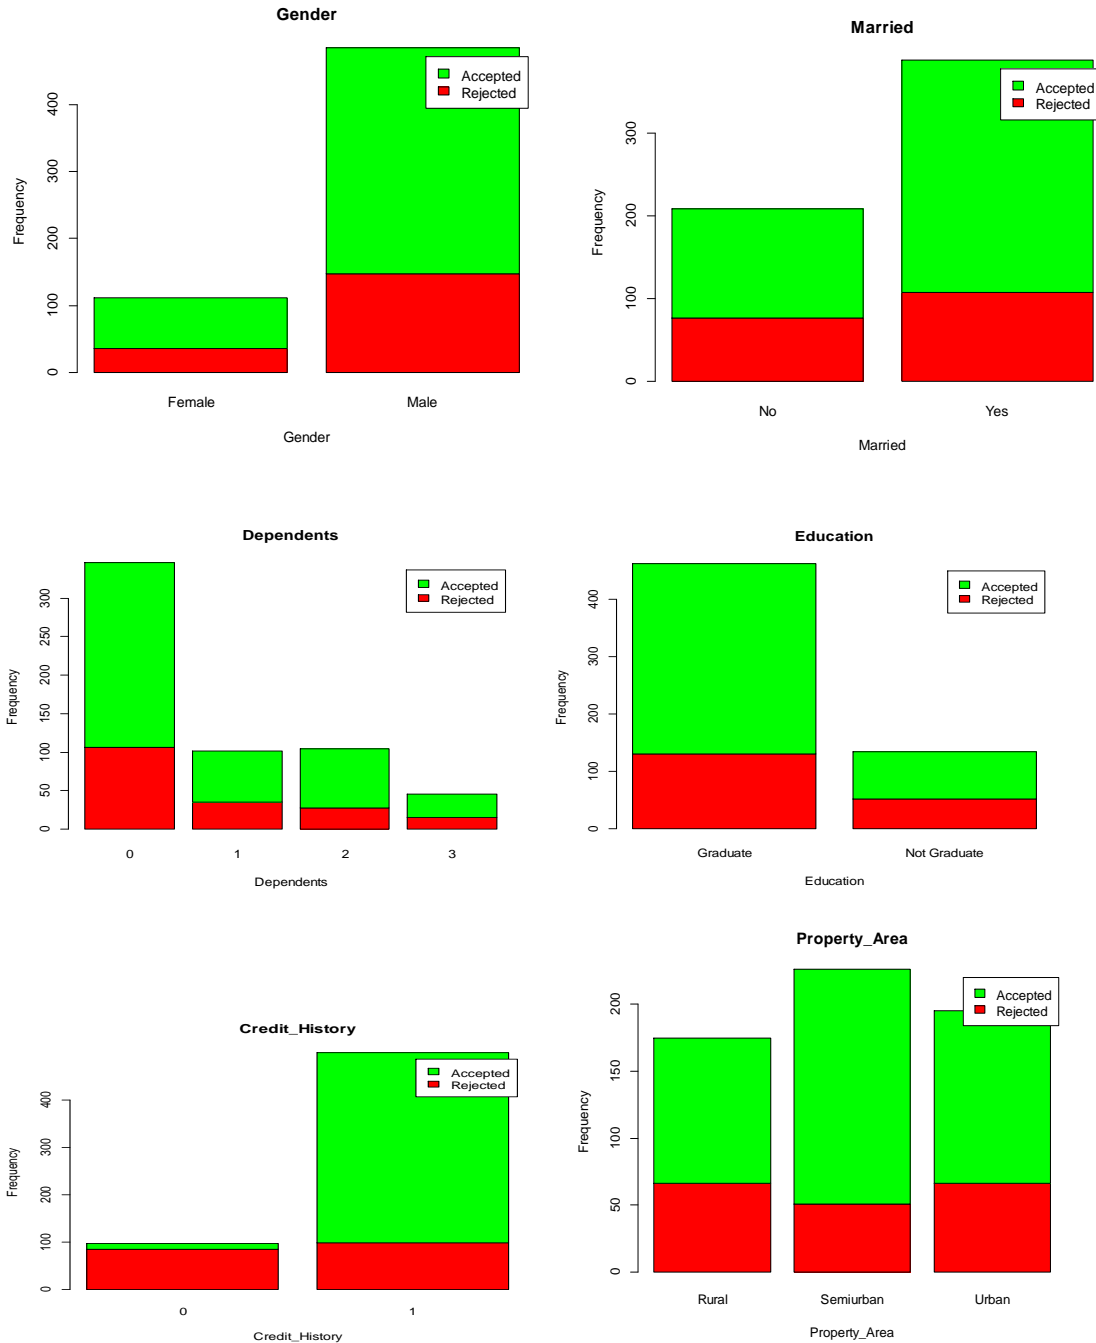 Gender
Accepted
Rejected
Frequency
400
300
200
100
0
Female Male
Gender
Married
Accepted
Rejected
Frequency
300
200
100
0
No Yes
Married
Dependents
Accepted
Rejected
Frequency
300
250
200
150
100
50
0
0 1 2 3
Dependents
Education
Accepted
Rejected
Frequency
400
300
200
100
0
Graduate Not Graduate
Education
Credit_History
Accepted
Rejected
Frequency
400
300
200
100
0
0 1
Credit_History
Property_Area
Accepted
Rejected
Frequency
200
150
100
50
0
Rural Semiurban Urban
Property_Area